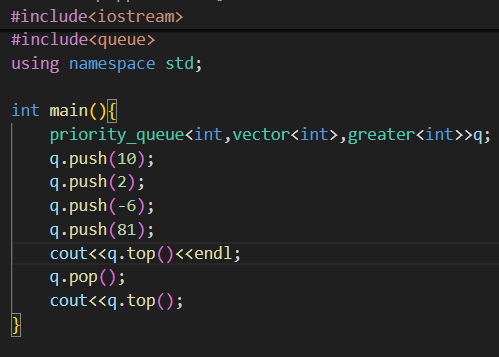 #include<iostream>
#include<queue>
using namespace std;
int main(){
priority_queue<int,vector<int>,greater<int>>q;
q.push(10);
q.push(2);
q.push(-6);
q.push(81);
cout<<q.top()<<endl;
q.pop();
cout<<q.top();
}